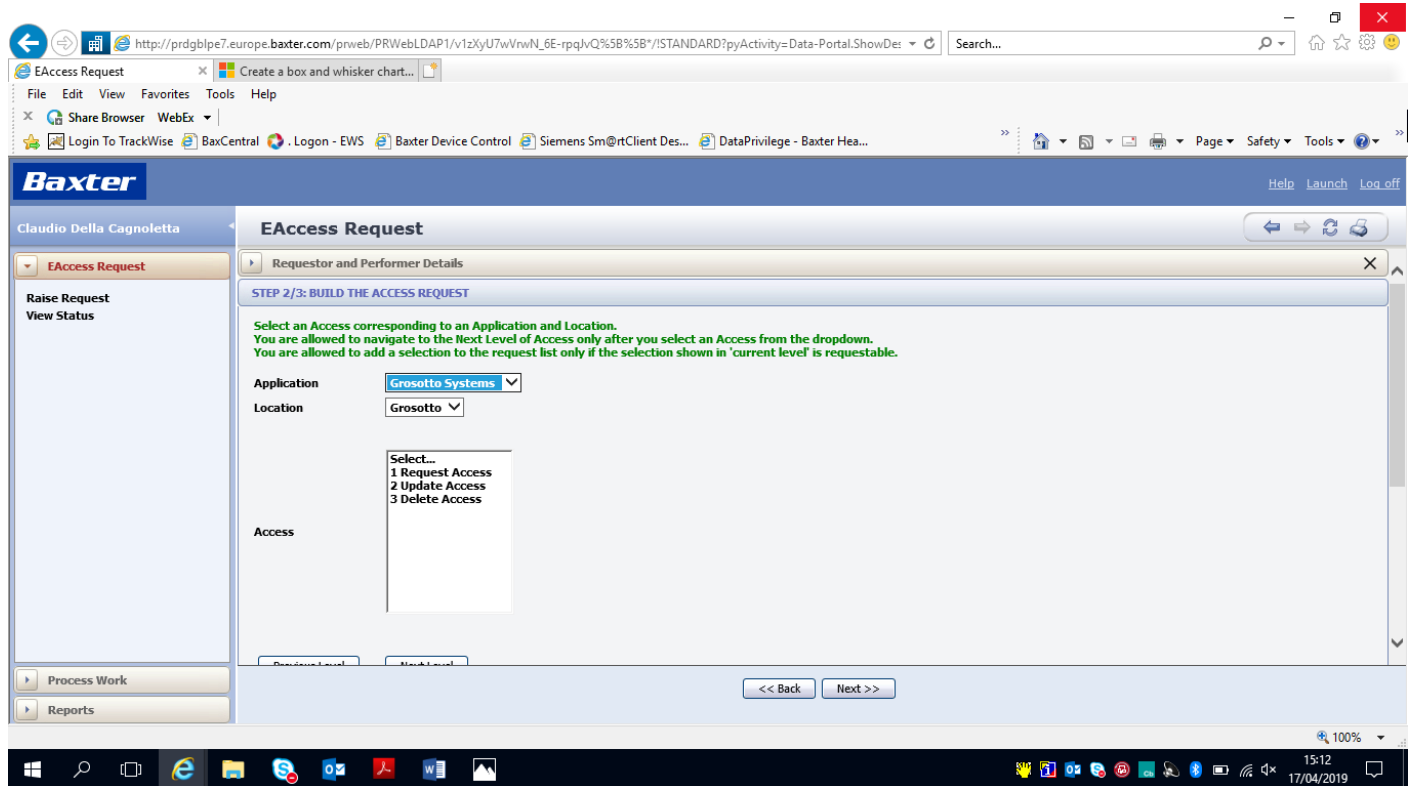 http://prdgblpe7.europe.baxter.com/prweb/PRWebLDAP1/v1zXyU7wVrwN_6E-rpqJvQ%5B%5B*/!STANDARD?pyActivity=Data-Portal.ShowDes
Search...
EAccess Request
Create a box and whisker chart...
File Edit View Favorites Tools Help
Share Browser WebEx
Login To TrackWise BaxCentral . Logon - EWS Baxter Device Control Siemens Sm@rtClient Des... DataPrivilege - Baxter Hea...
Page Safety Tools
Baxter
Help Launch Log off
Claudio Della Cagnoletta
EAccess Request
EAccess Request
Raise Request
View Status
Requestor and Performer Details
STEP 2/3: BUILD THE ACCESS REQUEST
Select an Access corresponding to an Application and Location.
You are allowed to navigate to the Next Level of Access only after you select an Access from the dropdown.
You are allowed to add a selection to the request list only if the selection shown in 'current level' is requestable.
Application Grosotto Systems
Location Grosotto
Select...
1 Request Access
2 Update Access
3 Delete Access
Access
Previous Level Next Level
Process Work
Reports
<< Back Next >>
100%
15:12
17/04/2019